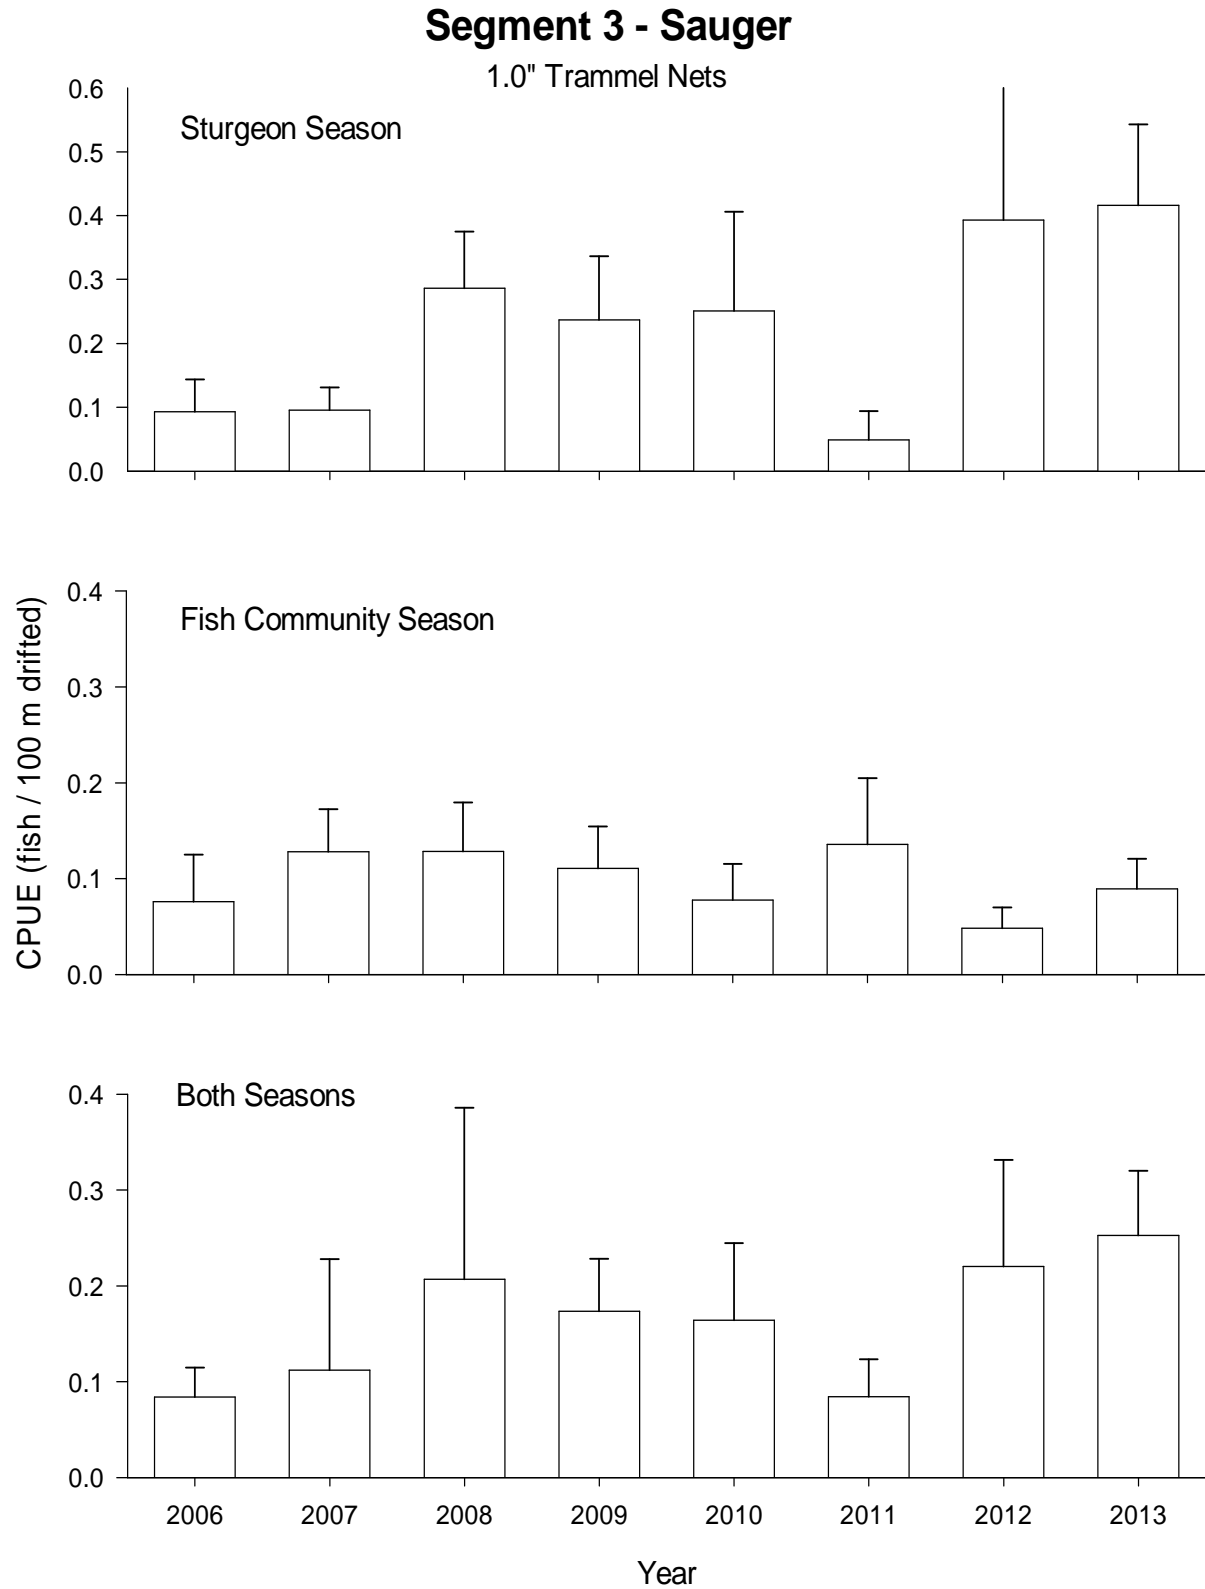 Segment 3 - Sauger
1.0" Trammel Nets
Sturgeon Season
0.6
0.5
0.4
0.3
0.2
0.1
0.0
CPUE (fish / 100 m drifted)
Fish Community Season
0.4
0.3
0.2
0.1
0.0
Both Seasons
0.4
0.3
0.2
0.1
0.0
2006 2007 2008 2009 2010 2011 2012 2013
Year